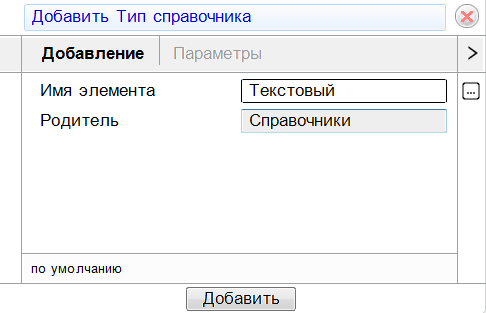 Добавить Тип справочника
Добавление Параметры
Имя элемента Текстовый ...
Родитель Справочники
по умолчанию
Добавить